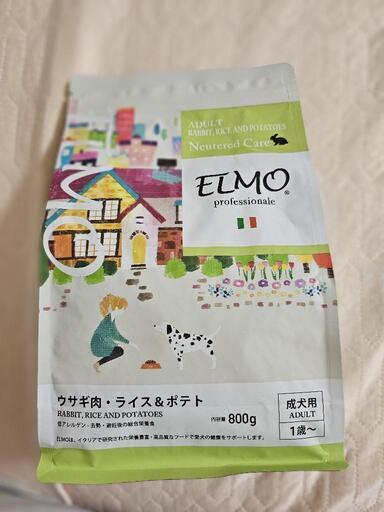 ADULT
RABBIT, RICE AND POTATOES
Neutered Care
ELMO®
professionale
MO
ウサギ肉・ライス＆ポテト
RABBIT, RICE AND POTATOES
低アレルゲン・去勢・避妊後の総合栄養食
内容量 800g
成犬用
ADULT
1歳～
ELMOは、イタリアで研究された栄養豊富・高品質なフードで愛犬の健康をサポートします。